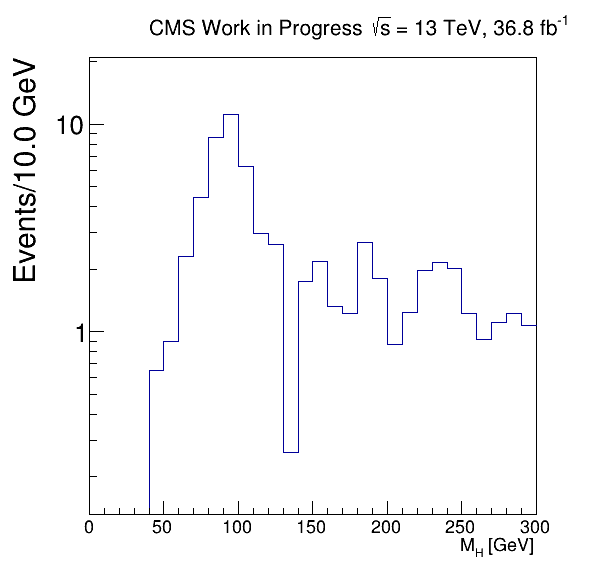 CMS Work in Progress √s = 13 TeV, 36.8 fb⁻¹
Events/10.0 GeV
10
1
0 50 100 150 200 250 300
M_H [GeV]